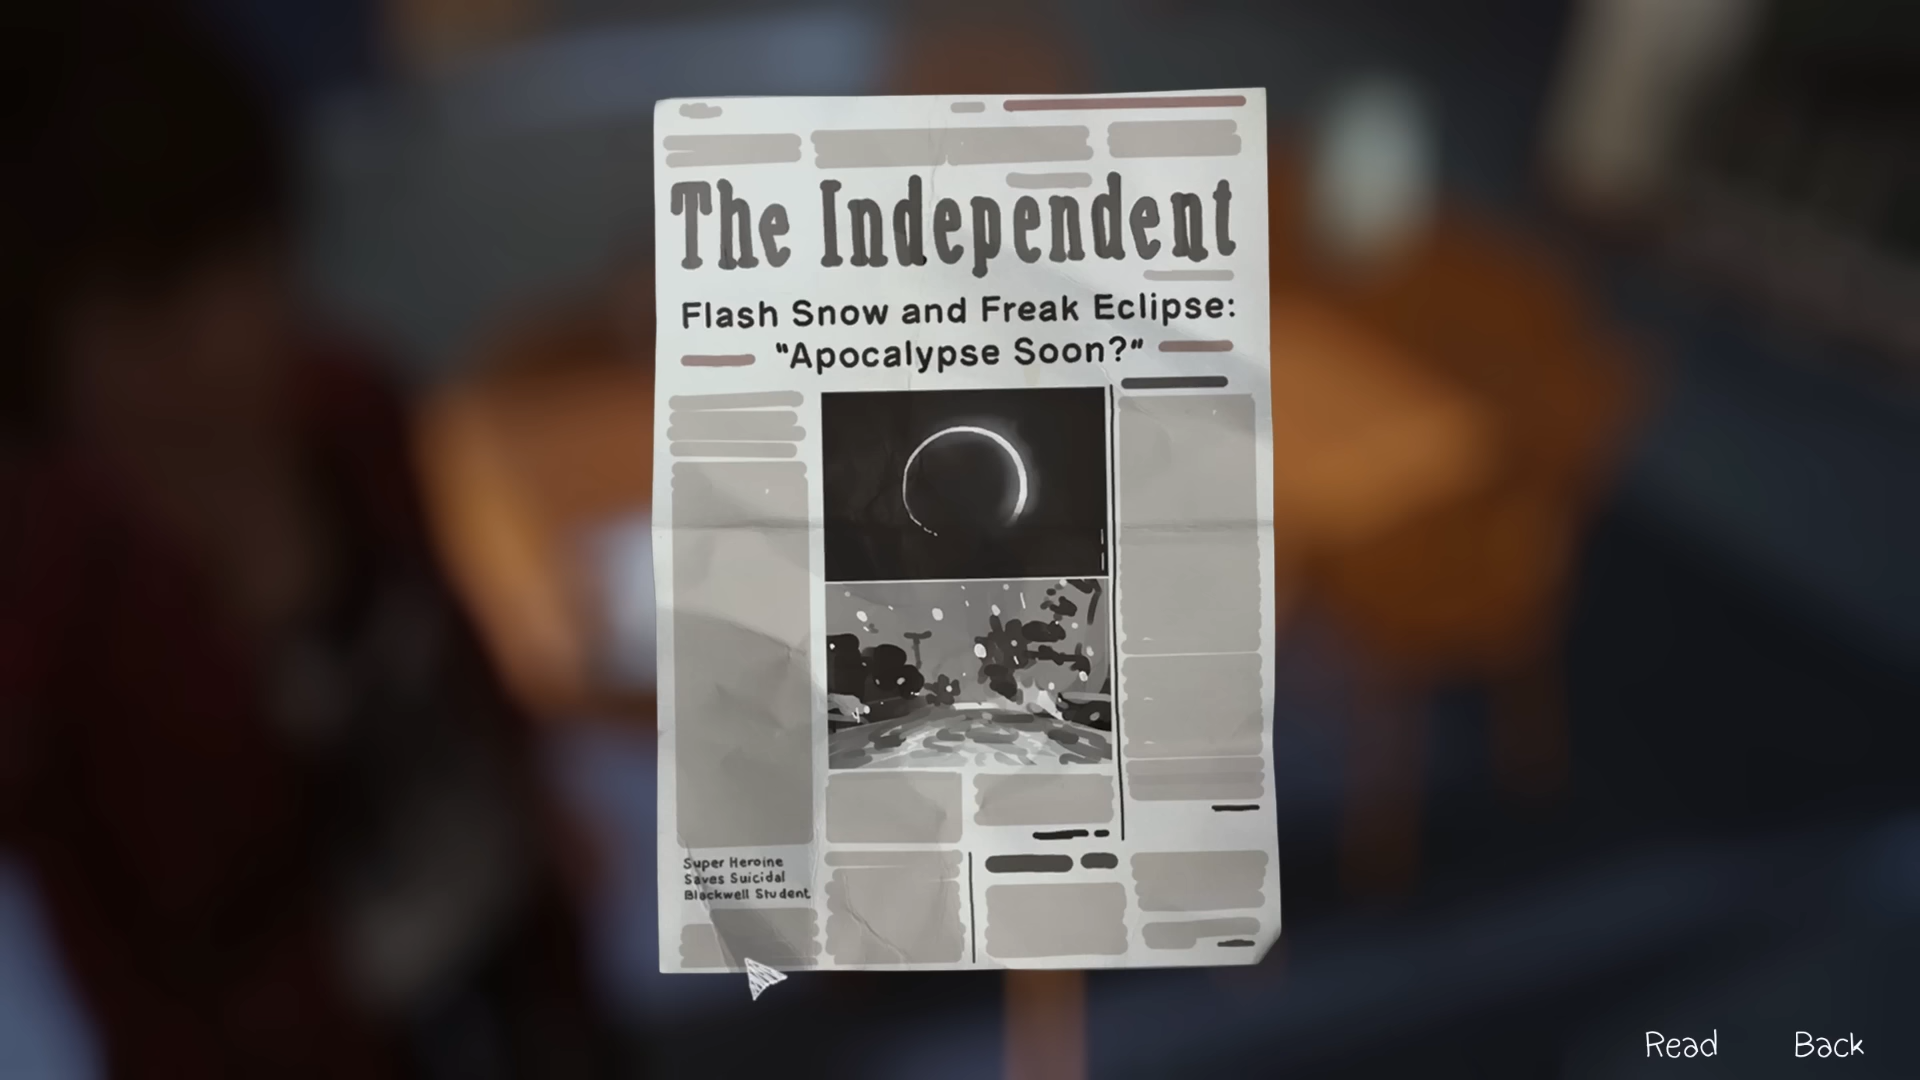 The Independent
Flash Snow and Freak Eclipse:
"Apocalypse Soon?"
Super Heroine
Saves Suicidal
Blackwell Student
Read
Back